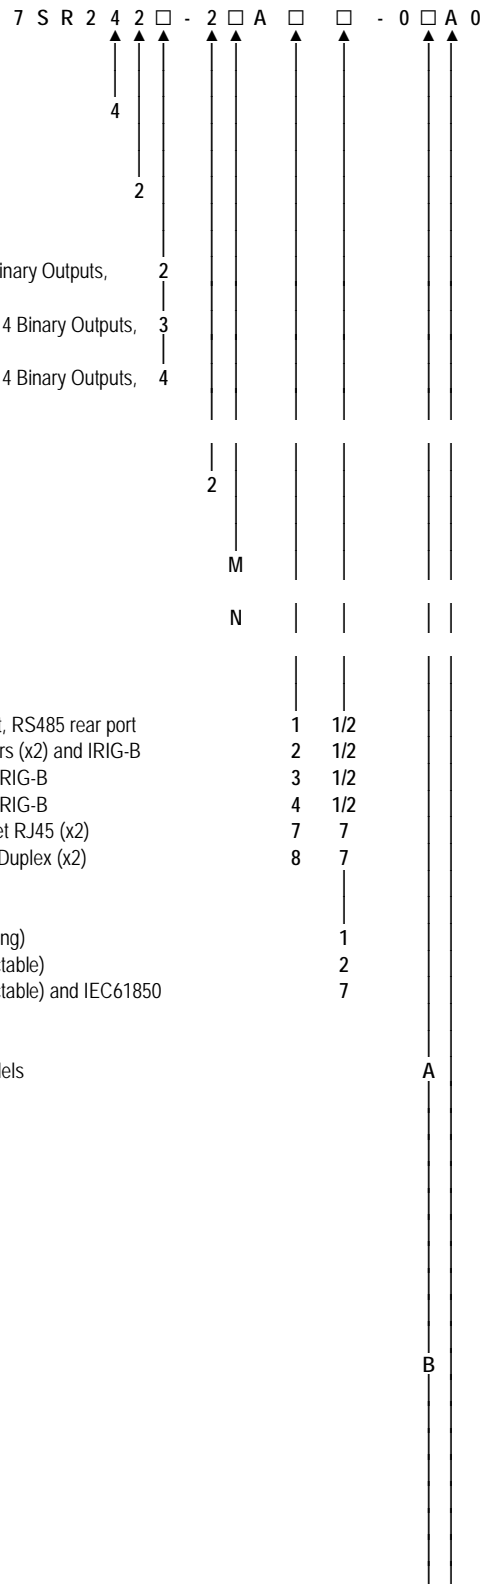 7 S R 2 4 2 □ - 2 □ A □ □ - 0 □ A 0
4
2
inary Outputs, 2
4 Binary Outputs, 3
4 Binary Outputs, 4
2
M
N
t, RS485 rear port 1 1/2
rs (x2) and IRIG-B 2 1/2
RIG-B 3 1/2
RIG-B 4 1/2
et RJ45 (x2) 7 7
Duplex (x2) 8 7
ng) 1
table) 2
ctable) and IEC61850 7
dels A
B